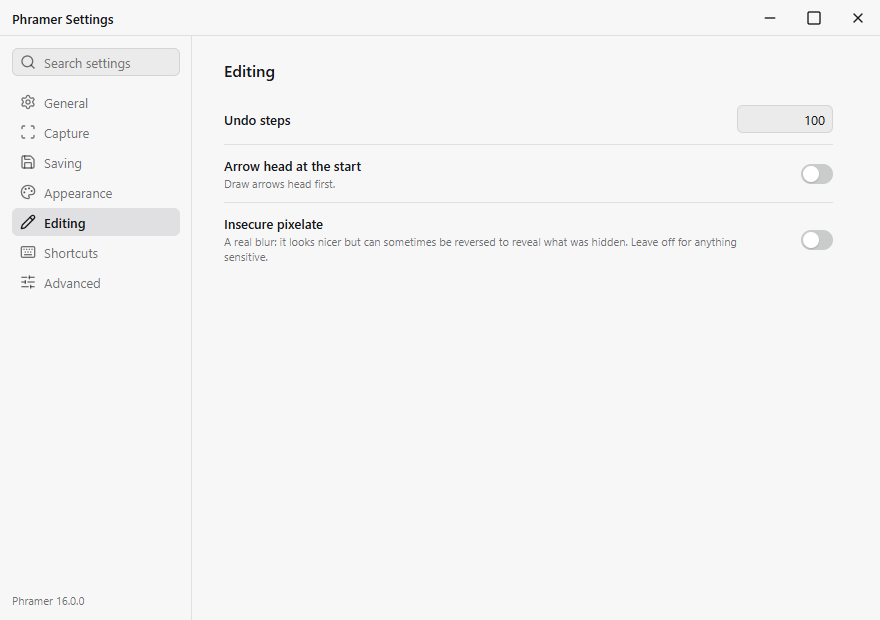 Phramer Settings
Search settings
General
Capture
Saving
Appearance
Editing
Shortcuts
Advanced
Phramer 16.0.0
Editing
Undo steps
100
Arrow head at the start
Draw arrows head first.
Insecure pixelate
A real blur: it looks nicer but can sometimes be reversed to reveal what was hidden. Leave off for anything
sensitive.